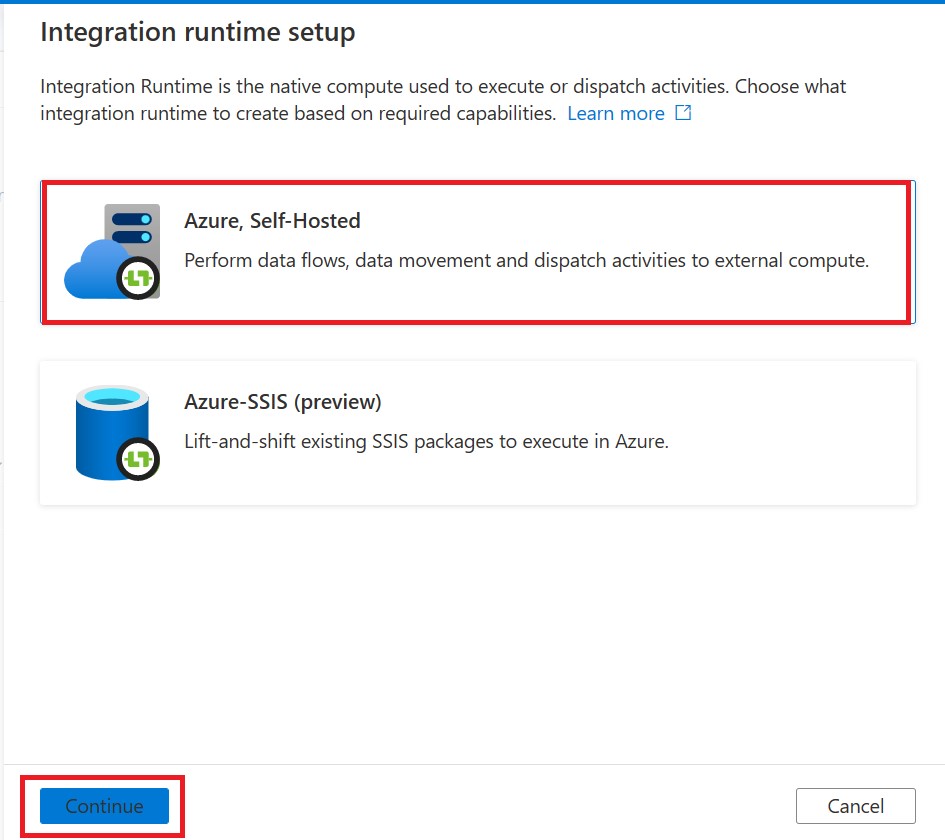 Integration runtime setup
Integration Runtime is the native compute used to execute or dispatch activities. Choose what
integration runtime to create based on required capabilities. Learn more
Azure, Self-Hosted
Perform data flows, data movement and dispatch activities to external compute.
Azure-SSIS (preview)
Lift-and-shift existing SSIS packages to execute in Azure.
Continue
Cancel